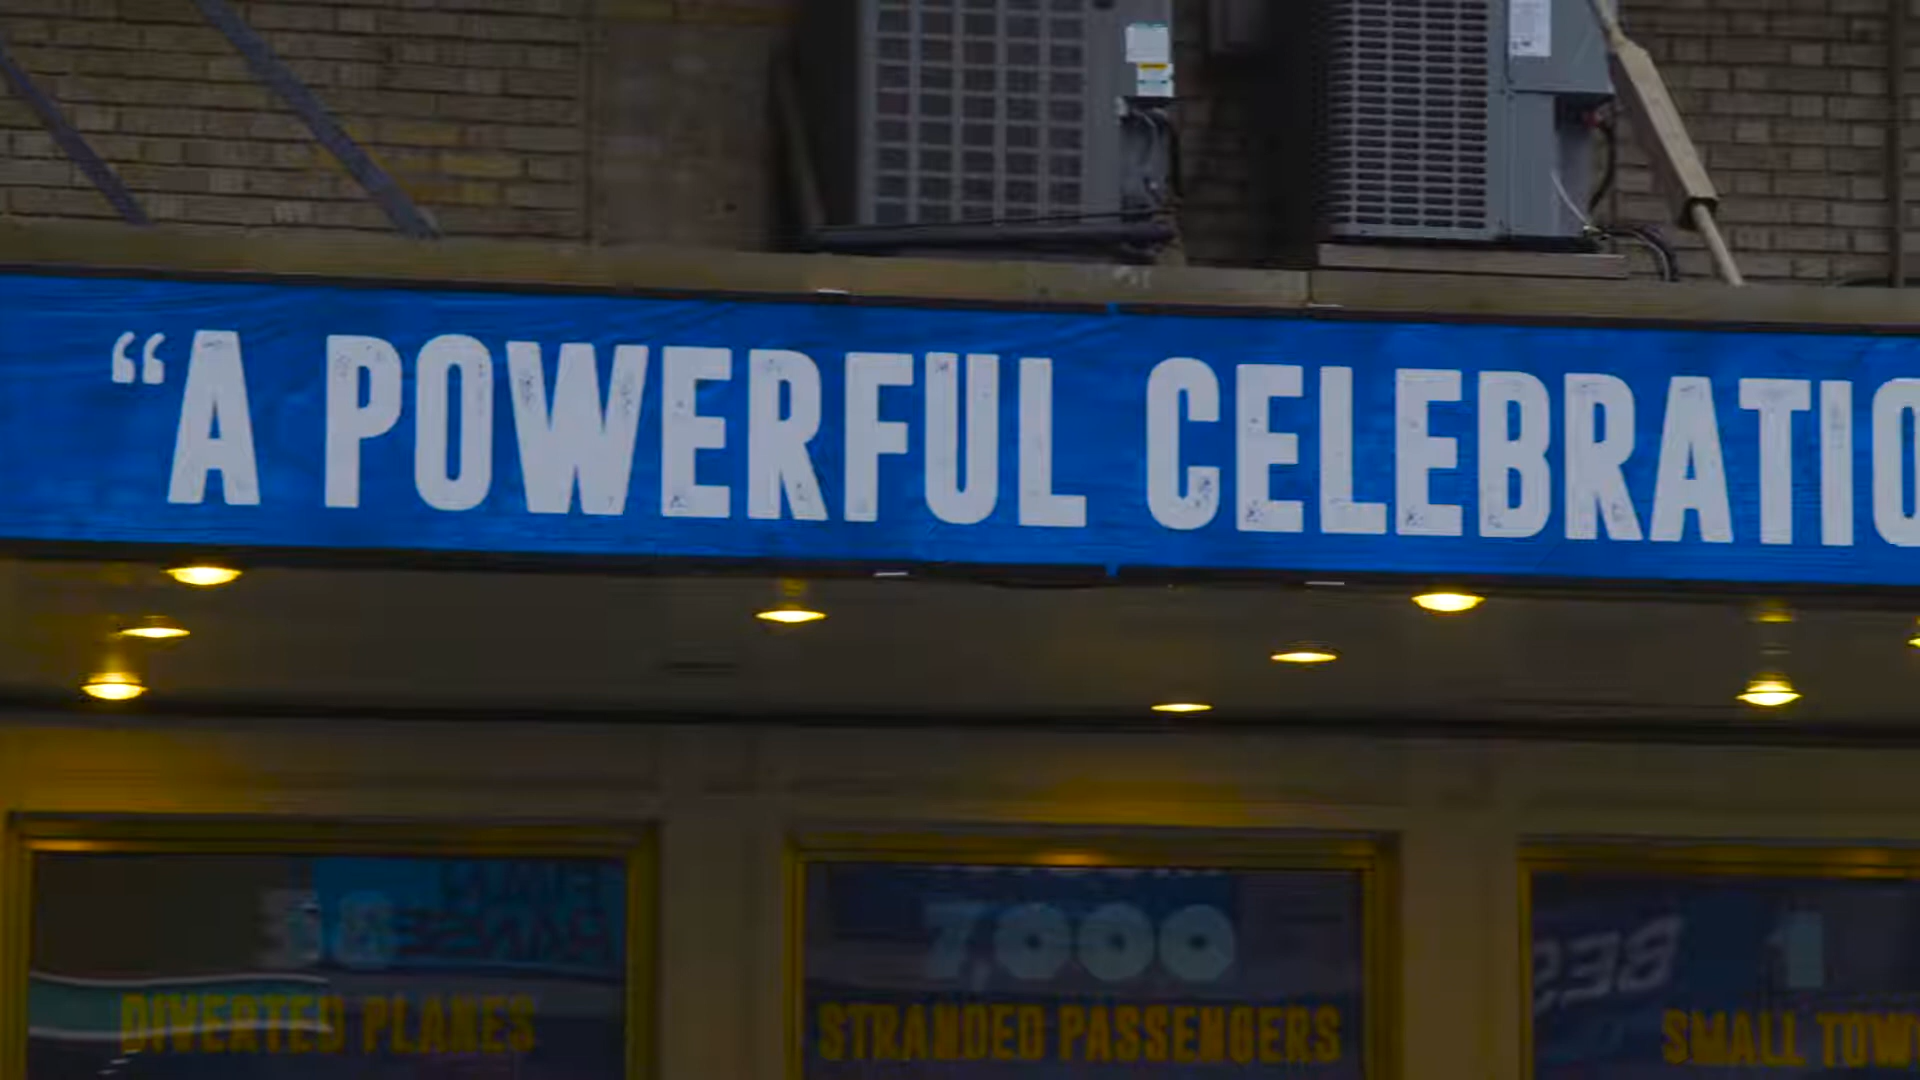 “A POWERFUL CELEBRATIO
38
DIVERTED PLANES
7,000
STRANDED PASSENGERS
1
SMALL TOW